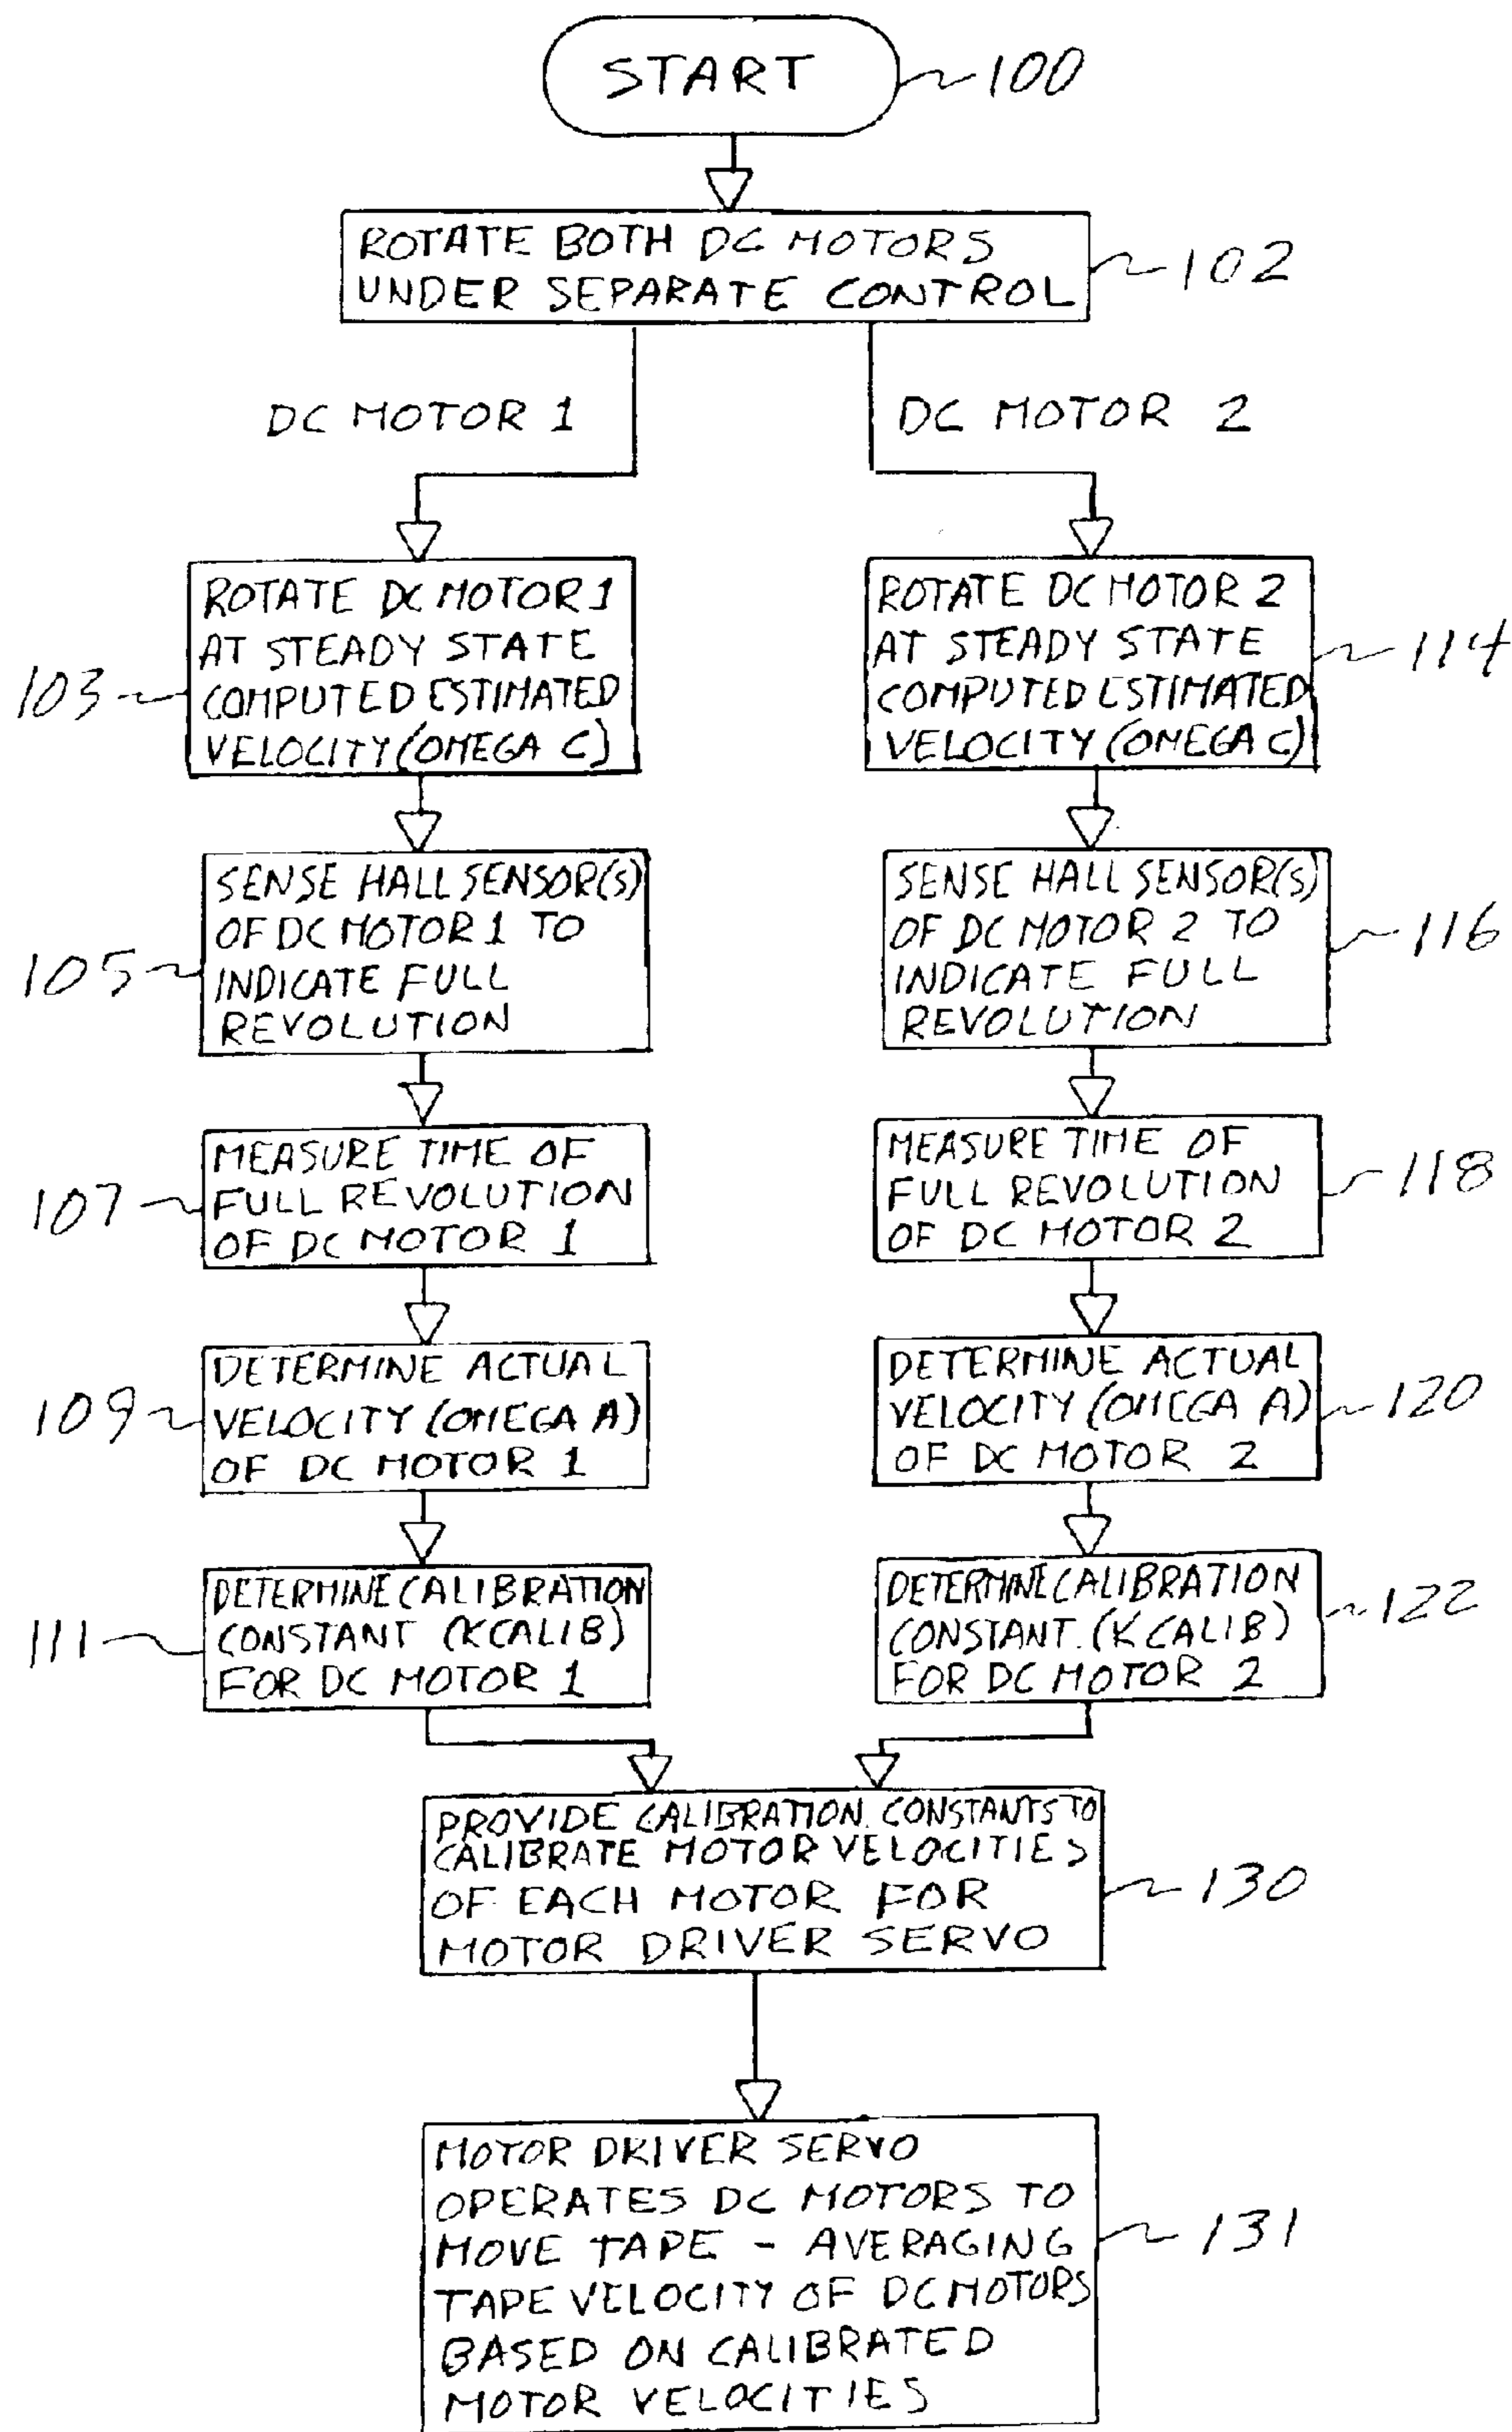 START
100
ROTATE BOTH DC MOTORS
UNDER SEPARATE CONTROL
102
DC MOTOR 1
DC MOTOR 2
ROTATE DC MOTOR 1
AT STEADY STATE
COMPUTED ESTIMATED
VELOCITY (OMEGA C)
103
ROTATE DC MOTOR 2
AT STEADY STATE
COMPUTED ESTIMATED
VELOCITY (OMEGA C)
114
SENSE HALL SENSOR(S)
OF DC MOTOR 1 TO
INDICATE FULL
REVOLUTION
105
SENSE HALL SENSOR(S)
OF DC MOTOR 2 TO
INDICATE FULL
REVOLUTION
116
MEASURE TIME OF
FULL REVOLUTION
OF DC MOTOR 1
107
MEASURE TIME OF
FULL REVOLUTION
OF DC MOTOR 2
118
DETERMINE ACTUAL
VELOCITY (OMEGA A)
OF DC MOTOR 1
109
DETERMINE ACTUAL
VELOCITY (OMEGA A)
OF DC MOTOR 2
120
DETERMINE CALIBRATION
CONSTANT (KCALIB)
FOR DC MOTOR 1
111
DETERMINE CALIBRATION
CONSTANT. (KCALIB)
FOR DC MOTOR 2
122
PROVIDE CALIBRATION. CONSTANTS TO
CALIBRATE MOTOR VELOCITIES
OF EACH MOTOR FOR
MOTOR DRIVER SERVO
130
MOTOR DRIVER SERVO
OPERATES DC MOTORS TO
MOVE TAPE - AVERAGING
TAPE VELOCITY OF DC MOTORS
BASED ON CALIBRATED
MOTOR VELOCITIES
131